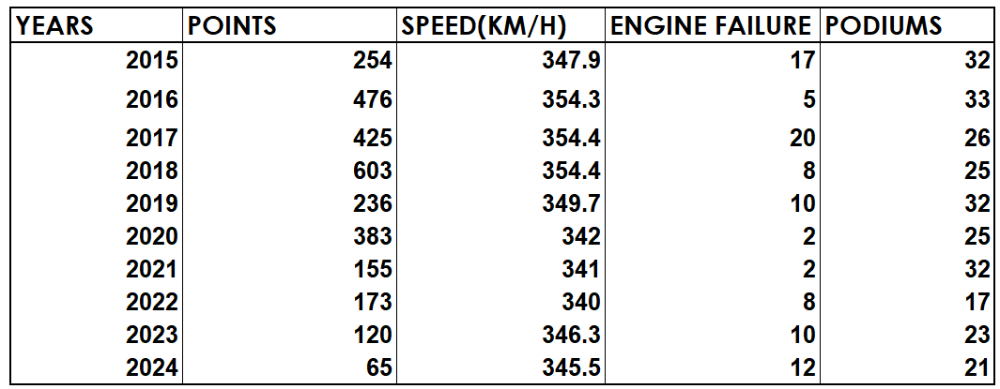 YEARS POINTS SPEED(KM/H) ENGINE FAILURE PODIUMS
2015 254 347.9 17 32
2016 476 354.3 5 33
2017 425 354.4 20 26
2018 603 354.4 8 25
2019 236 349.7 10 32
2020 383 342 2 25
2021 155 341 2 32
2022 173 340 8 17
2023 120 346.3 10 23
2024 65 345.5 12 21